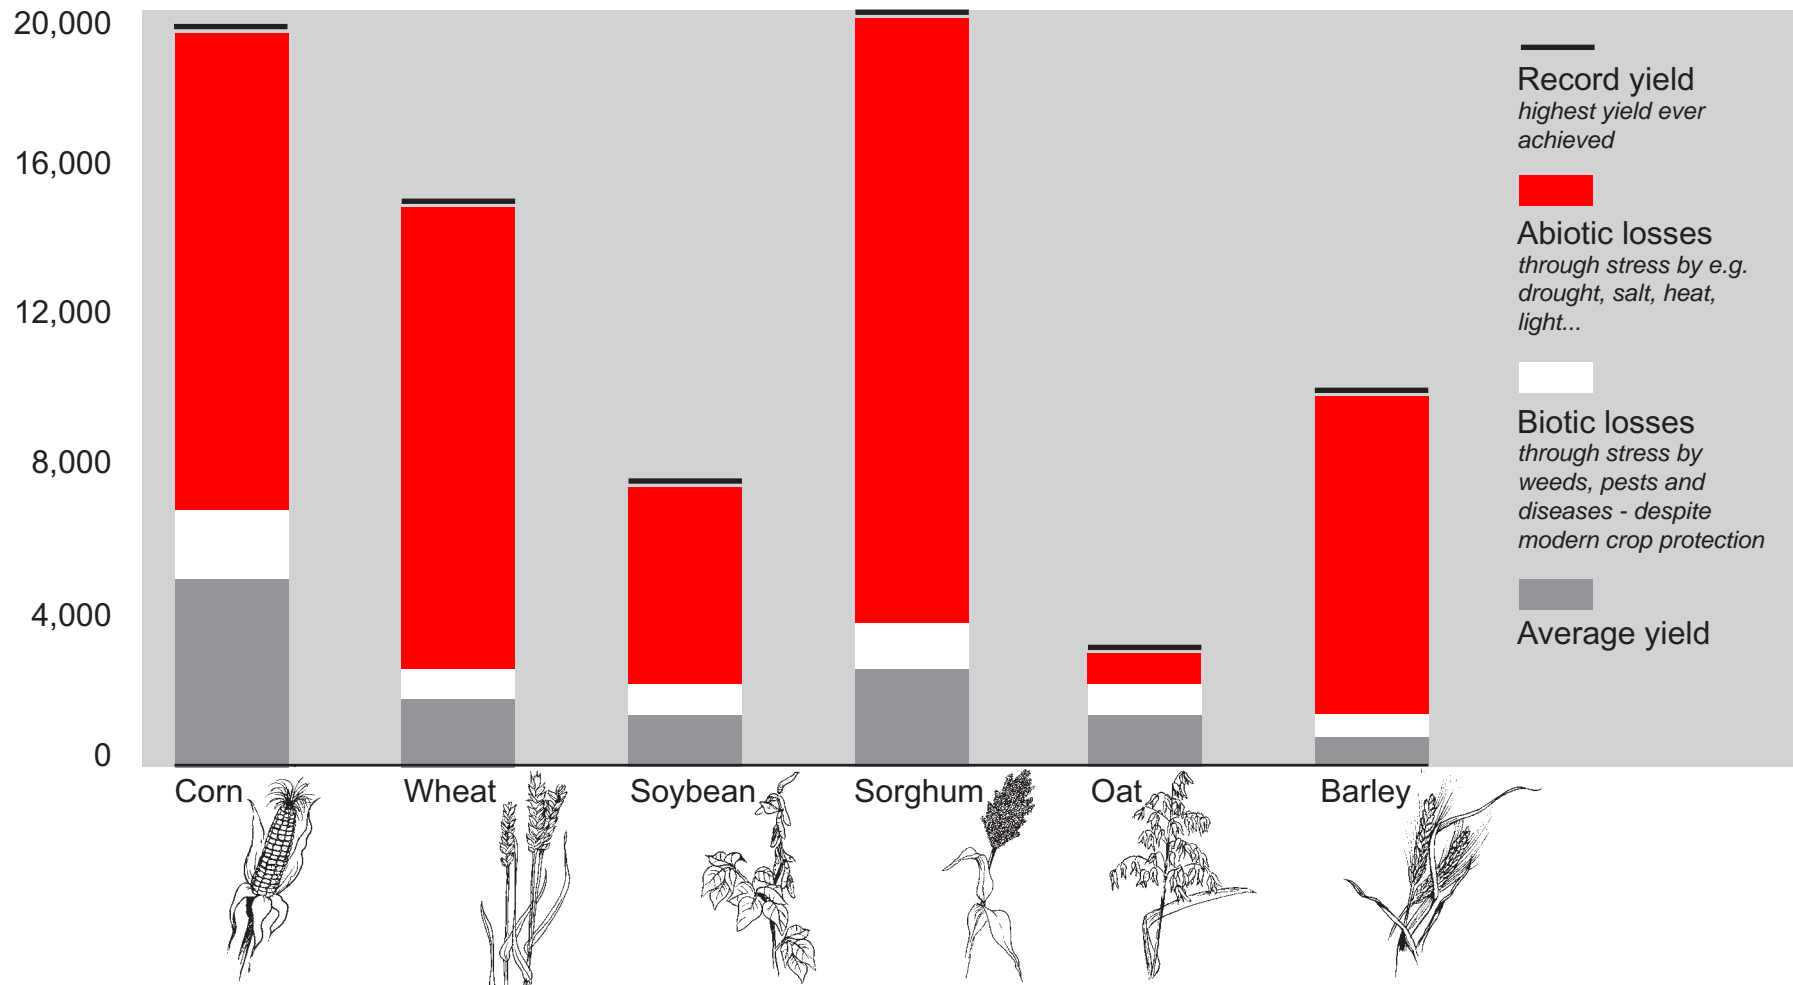 20,000
16,000
12,000
8,000
4,000
0
Corn
Wheat
Soybean
Sorghum
Oat
Barley
Record yield
highest yield ever
achieved
Abiotic losses
through stress by e.g.
drought, salt, heat,
light...
Biotic losses
through stress by
weeds, pests and
diseases - despite
modern crop protection
Average yield